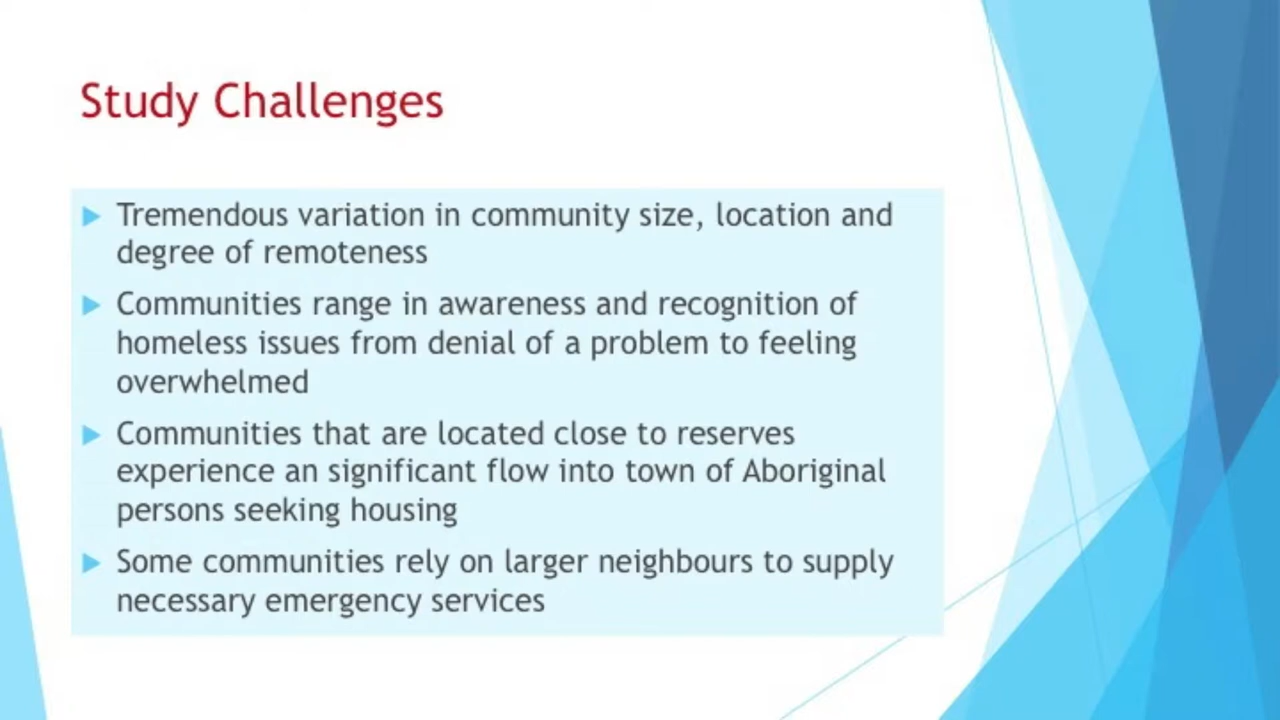 Study Challenges
Tremendous variation in community size, location and
degree of remoteness
Communities range in awareness and recognition of
homeless issues from denial of a problem to feeling
overwhelmed
Communities that are located close to reserves
experience an significant flow into town of Aboriginal
persons seeking housing
Some communities rely on larger neighbours to supply
necessary emergency services